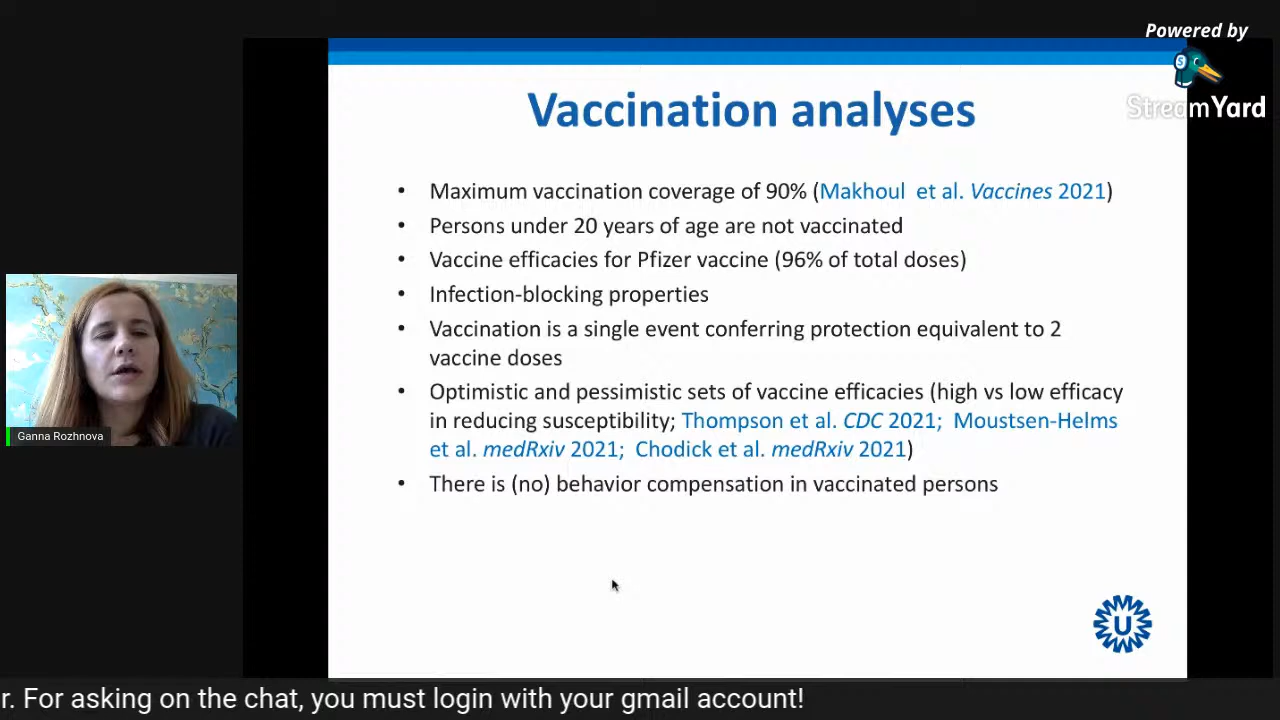 Powered by
StreamYard
Vaccination analyses
• Maximum vaccination coverage of 90% (Makhoul et al. Vaccines 2021)
• Persons under 20 years of age are not vaccinated
• Vaccine efficacies for Pfizer vaccine (96% of total doses)
• Infection-blocking properties
• Vaccination is a single event conferring protection equivalent to 2
vaccine doses
• Optimistic and pessimistic sets of vaccine efficacies (high vs low efficacy
in reducing susceptibility; Thompson et al. CDC 2021; Moustsen-Helms
et al. medRxiv 2021; Chodick et al. medRxiv 2021)
• There is (no) behavior compensation in vaccinated persons
Ganna Rozhnova
U
r. For asking on the chat, you must login with your gmail account!